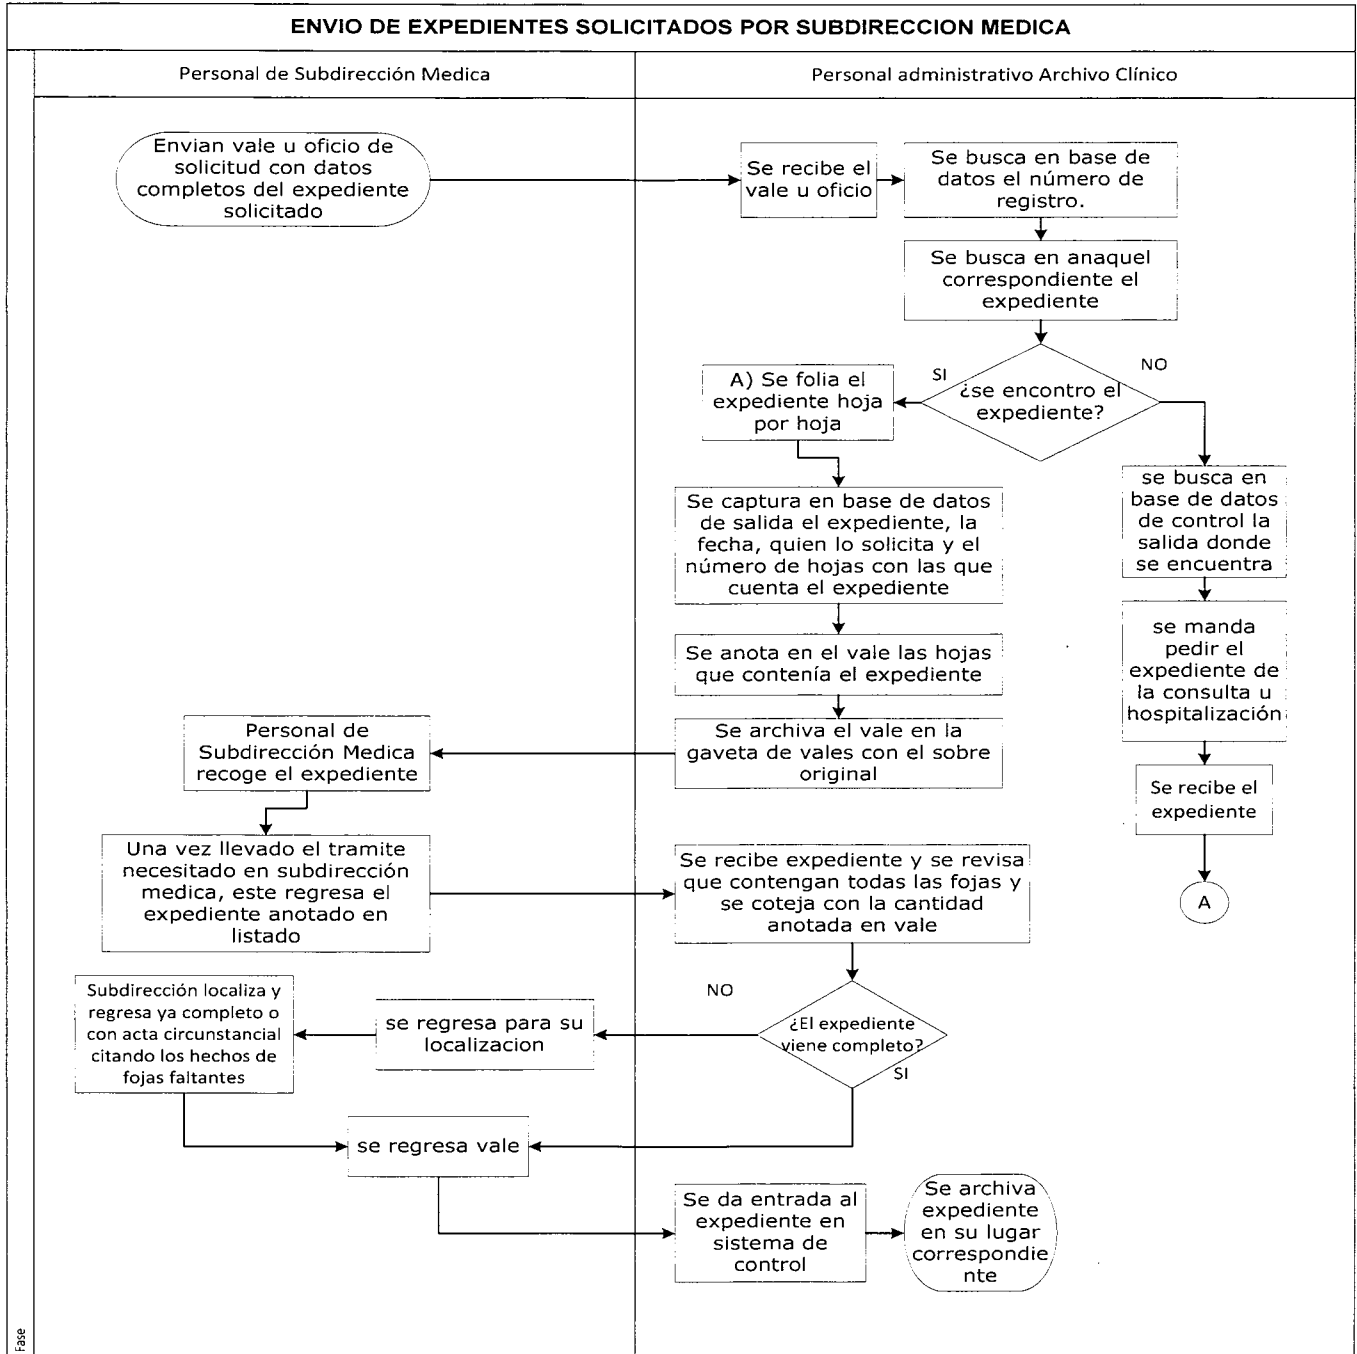 ENVIO DE EXPEDIENTES SOLICITADOS POR SUBDIRECCION MEDICA
Personal de Subdirección Medica
Personal administrativo Archivo Clínico
Envian vale u oficio de
solicitud con datos
completos del expediente
solicitado
Se recibe el
vale u oficio
Se busca en base de
datos el número de
registro.
Se busca en anaquel
correspondiente el
expediente
¿se encontro el
expediente?
SI
NO
A) Se folia el
expediente hoja
por hoja
se busca en
base de datos
de control la
salida donde
se encuentra
Se captura en base de datos
de salida el expediente, la
fecha, quien lo solicita y el
número de hojas con las que
cuenta el expediente
se manda
pedir el
expediente de
la consulta u
hospitalización
Se anota en el vale las hojas
que contenía el expediente
Se archiva el vale en la
gaveta de vales con el sobre
original
Personal de
Subdirección Medica
recoge el expediente
Se recibe el
expediente
A
Una vez llevado el tramite
necesitado en subdirección
medica, este regresa el
expediente anotado en
listado
Se recibe expediente y se revisa
que contengan todas las fojas y
se coteja con la cantidad
anotada en vale
¿El expediente
viene completo?
NO
SI
se regresa para su
localizacion
Subdirección localiza y
regresa ya completo o
con acta circunstancial
citando los hechos de
fojas faltantes
se regresa vale
Se da entrada al
expediente en
sistema de
control
Se archiva
expediente
en su lugar
correspondie
nte
Fase